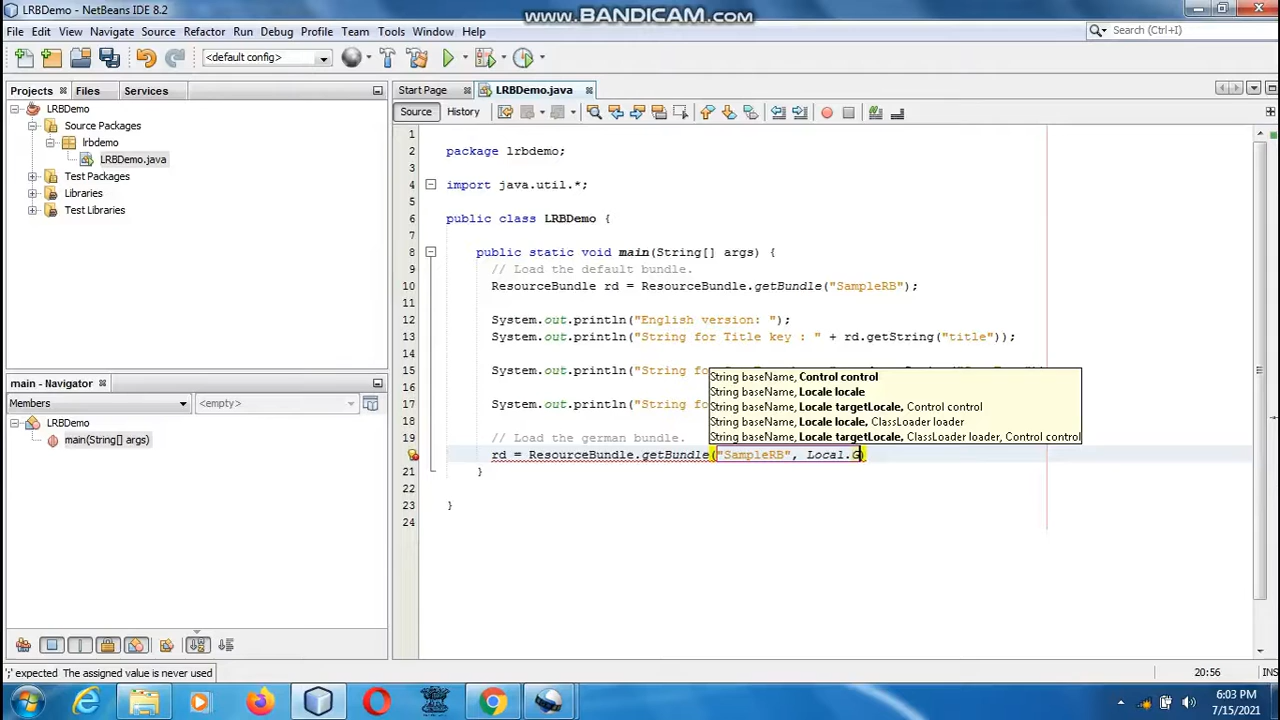 LRBDemo - NetBeans IDE 8.2
www.BANDICAM.com
File Edit View Navigate Source Refactor Run Debug Profile Team Tools Window Help
Search (Ctrl+I)
<default config>
Projects Files Services
Start Page LRBDemo.java
Source History
LRBDemo
Source Packages
lrbdemo
LRBDemo.java
Test Packages
Libraries
Test Libraries
1
2 package lrbdemo;
3
4 import java.util.*;
5
6 public class LRBDemo {
7
8 public static void main(String[] args) {
9 // Load the default bundle.
10 ResourceBundle rd = ResourceBundle.getBundle("SampleRB");
11
12 System.out.println("English version: ");
13 System.out.println("String for Title key : " + rd.getString("title"));
14
15 System.out.println("String fo
16
17 System.out.println("String fo
18
String baseName, Control control
String baseName, Locale locale
String baseName, Locale targetLocale, Control control
String baseName, Locale locale, ClassLoader loader
String baseName, Locale targetLocale, ClassLoader loader, Control control
19 // Load the german bundle.
rd = ResourceBundle.getBundle("SampleRB", Local.G)
21 }
22
23 }
24
main - Navigator
Members <empty>
LRBDemo
main(String[] args)
';' expected The assigned value is never used
20:56 INS
6:03 PM
7/15/2021